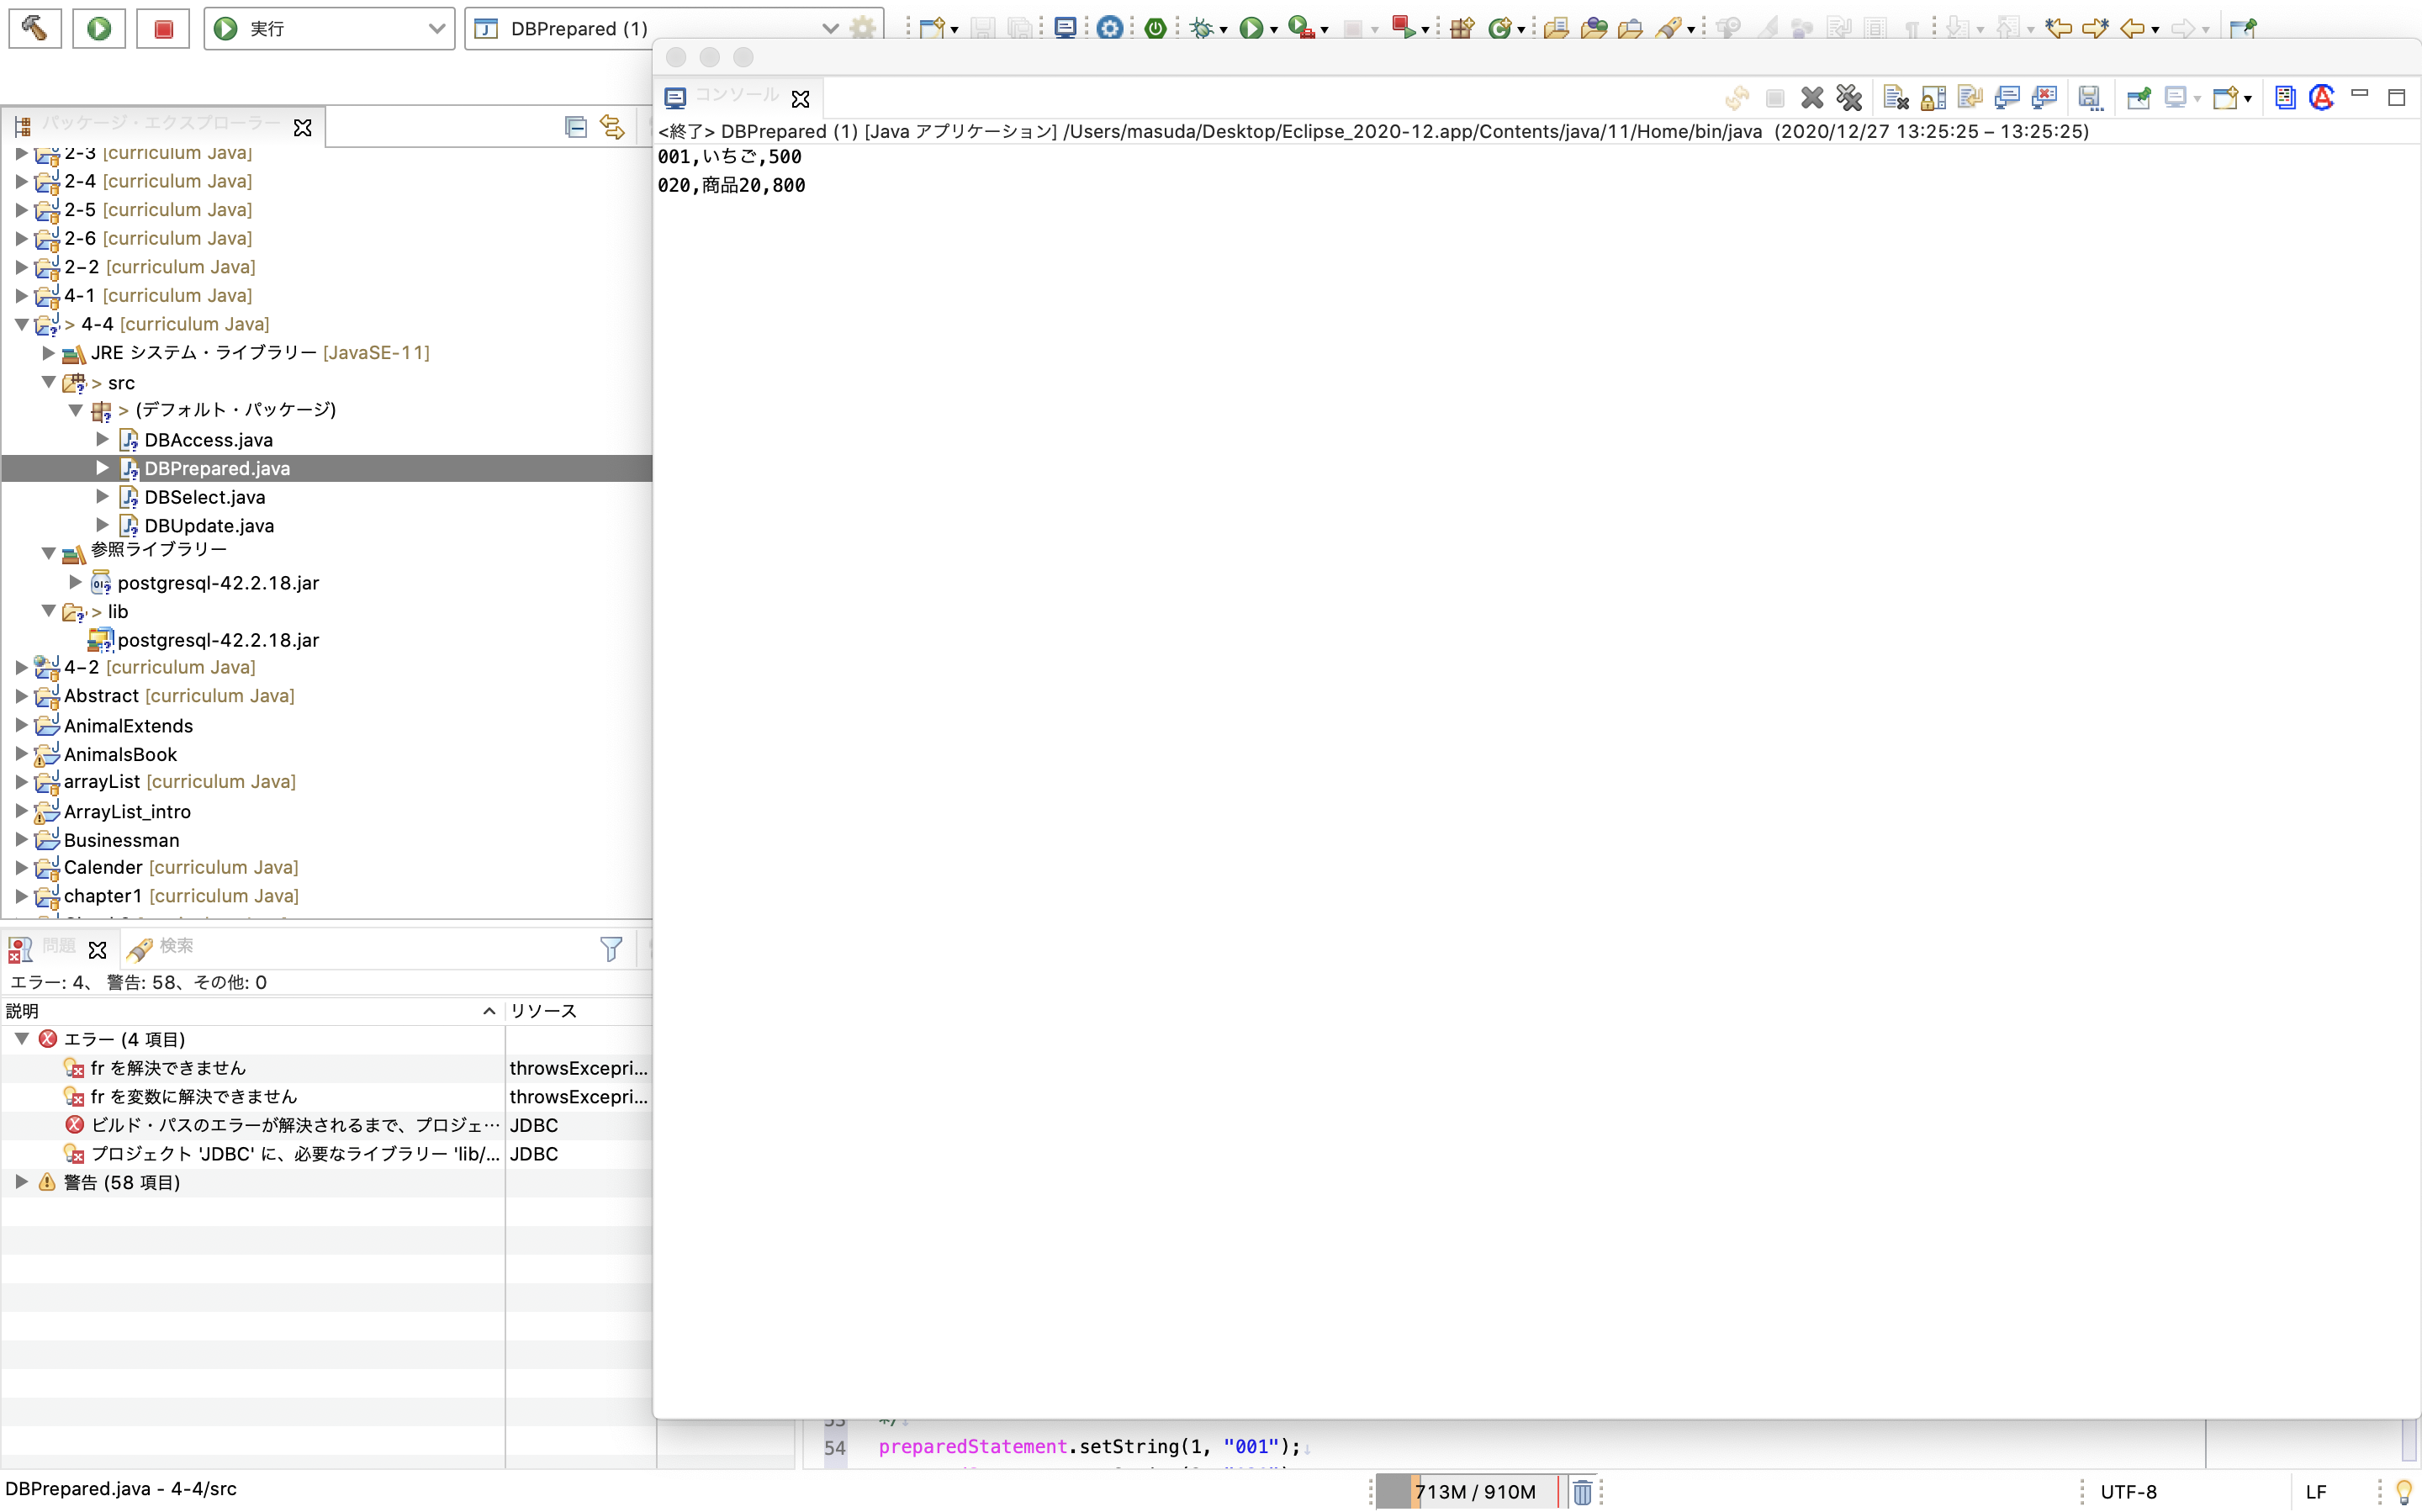 実行
DBPrepared (1)
パッケージ・エクスプローラー
2-3 [curriculum Java]
2-4 [curriculum Java]
2-5 [curriculum Java]
2-6 [curriculum Java]
2−2 [curriculum Java]
4-1 [curriculum Java]
> 4-4 [curriculum Java]
JRE システム・ライブラリー [JavaSE-11]
> src
> (デフォルト・パッケージ)
DBAccess.java
DBPrepared.java
DBSelect.java
DBUpdate.java
参照ライブラリー
postgresql-42.2.18.jar
> lib
postgresql-42.2.18.jar
4−2 [curriculum Java]
Abstract [curriculum Java]
AnimalExtends
AnimalsBook
arrayList [curriculum Java]
ArrayList_intro
Businessman
Calender [curriculum Java]
chapter1 [curriculum Java]
コンソール
<終了> DBPrepared (1) [Java アプリケーション] /Users/masuda/Desktop/Eclipse_2020-12.app/Contents/java/11/Home/bin/java  (2020/12/27 13:25:25 – 13:25:25)
001,いちご,500
020,商品20,800
問題 検索
エラー: 4、 警告: 58、その他: 0
説明 リソース
エラー (4 項目)
fr を解決できません throwsExcepri...
fr を変数に解決できません throwsExcepri...
ビルド・パスのエラーが解決されるまで、プロジェ… JDBC
プロジェクト 'JDBC' に、必要なライブラリー 'lib/... JDBC
警告 (58 項目)
53 */
54 preparedStatement.setString(1, "001");
DBPrepared.java - 4-4/src
713M / 910M
UTF-8
LF